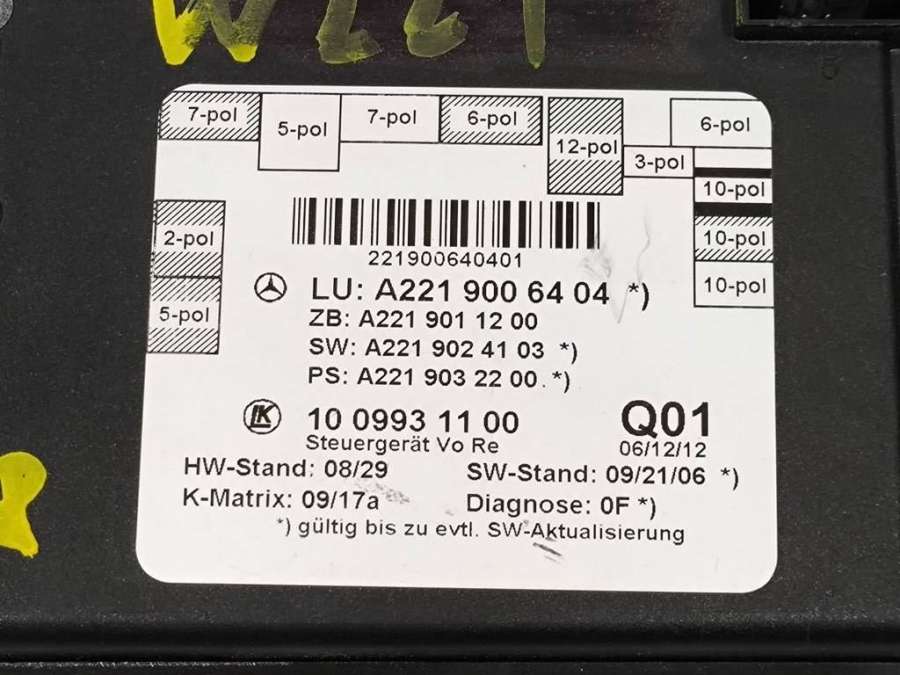 W221
7-pol
5-pol
7-pol
6-pol
12-pol
3-pol
6-pol
10-pol
10-pol
10-pol
2-pol
5-pol
221900640401
LU: A221 900 64 04 *)
ZB: A221 901 12 00
SW: A221 902 41 03 *)
PS: A221 903 22 00 *)
LK 10 0993 11 00 Q01
Steuergerät Vo Re 06/12/12
HW-Stand: 08/29 SW-Stand: 09/21/06 *)
K-Matrix: 09/17a Diagnose: 0F *)
*) gültig bis zu evtl. SW-Aktualisierung